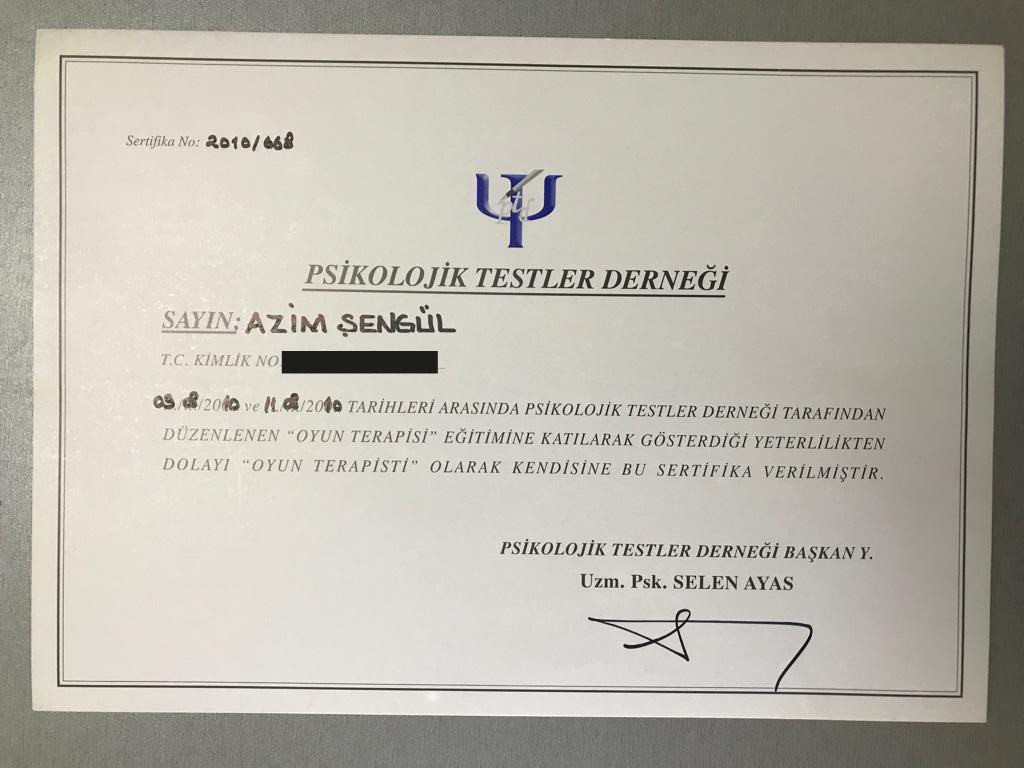 Sertifika No: 2010/668
ptd
PSİKOLOJİK TESTLER DERNEĞİ
SAYIN; AZİM ŞENGÜL
T.C. KİMLİK NO
09/08/2010 ve 11/08/2010 TARİHLERİ ARASINDA PSİKOLOJİK TESTLER DERNEĞİ TARAFINDAN
DÜZENLENEN “OYUN TERAPİSİ” EĞİTİMİNE KATILARAK GÖSTERDİĞİ YETERLİLİKTEN
DOLAYI “OYUN TERAPİSTİ” OLARAK KENDİSİNE BU SERTİFİKA VERİLMİŞTİR.
PSİKOLOJİK TESTLER DERNEĞİ BAŞKAN Y.
Uzm. Psk. SELEN AYAS